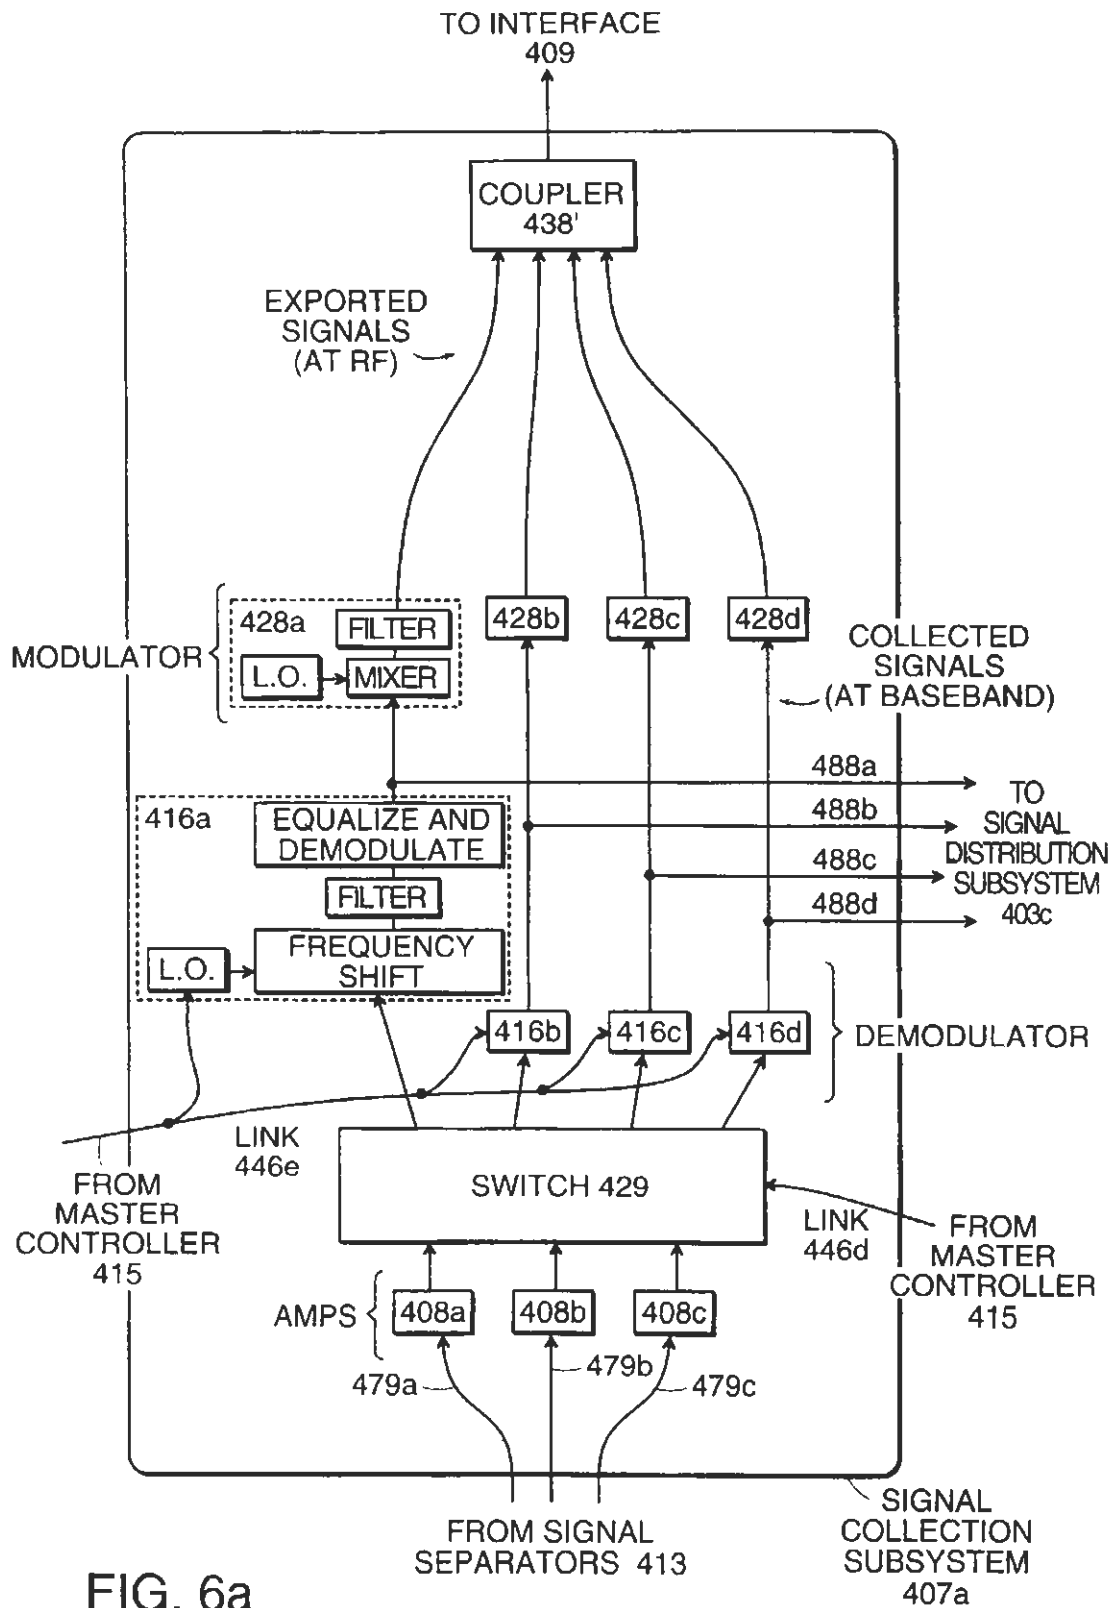 TO INTERFACE
409
COUPLER
438'
EXPORTED
SIGNALS
(AT RF)
428a
FILTER
L.O.
MIXER
MODULATOR
428b
428c
428d
COLLECTED
SIGNALS
(AT BASEBAND)
488a
488b
488c
488d
TO
SIGNAL
DISTRIBUTION
SUBSYSTEM
403c
416a
EQUALIZE AND
DEMODULATE
FILTER
L.O.
FREQUENCY
SHIFT
416b
416c
416d
DEMODULATOR
LINK
446e
FROM
MASTER
CONTROLLER
415
SWITCH 429
LINK
446d
FROM
MASTER
CONTROLLER
415
AMPS
408a
408b
408c
479a
479b
479c
FROM SIGNAL
SEPARATORS 413
SIGNAL
COLLECTION
SUBSYSTEM
407a
FIG. 6a